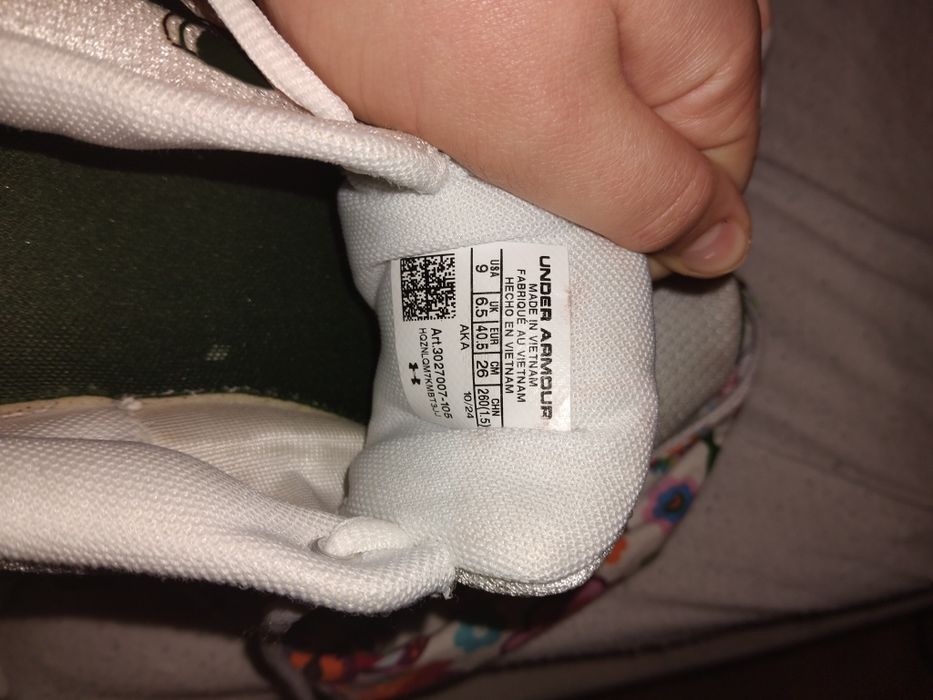 UNDER ARMOUR
MADE IN VIETNAM
FABRIQUÉ AU VIETNAM
HECHO EN VIETNAM
USA UK EUR CM CHN
9 6.5 40.5 26 260(1.5)
AKA 10/24
Art.3027007-105
HQZNLQM7KMBT3JJ